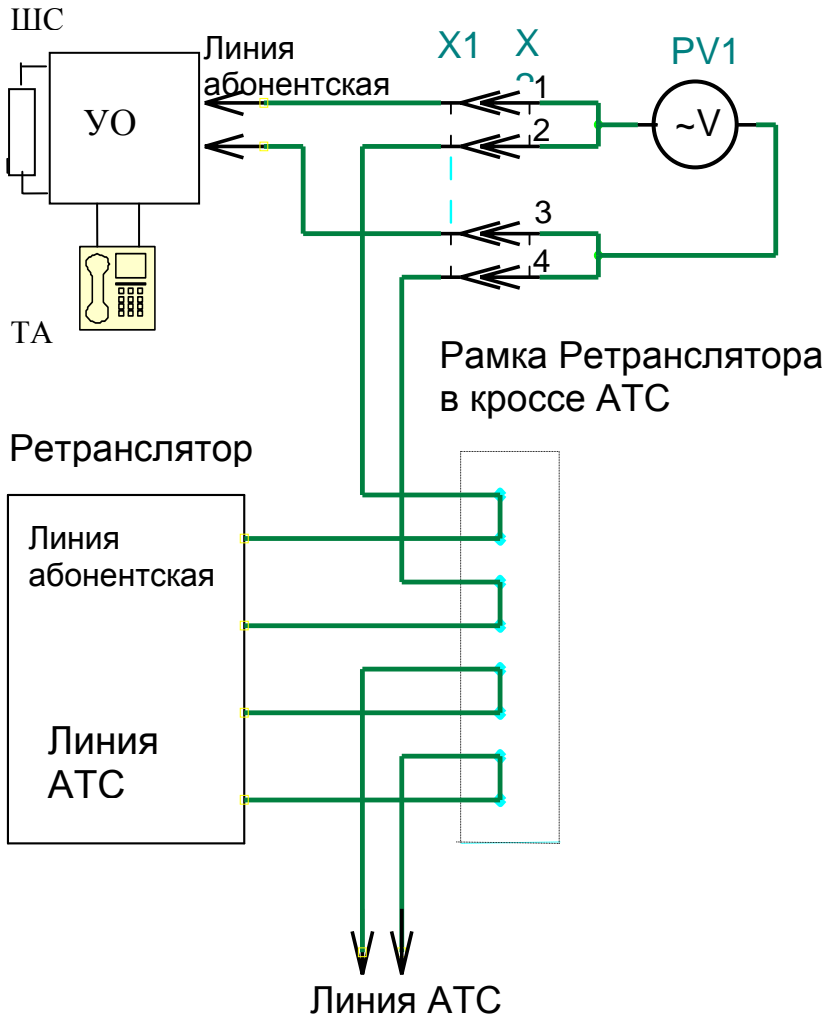 ШС
Линия
абонентская
X1
X
PV1
УО
1
2
~V
3
4
ТА
Рамка Ретранслятора
в кроссе АТС
Ретранслятор
Линия
абонентская
Линия
АТС
Линия АТС